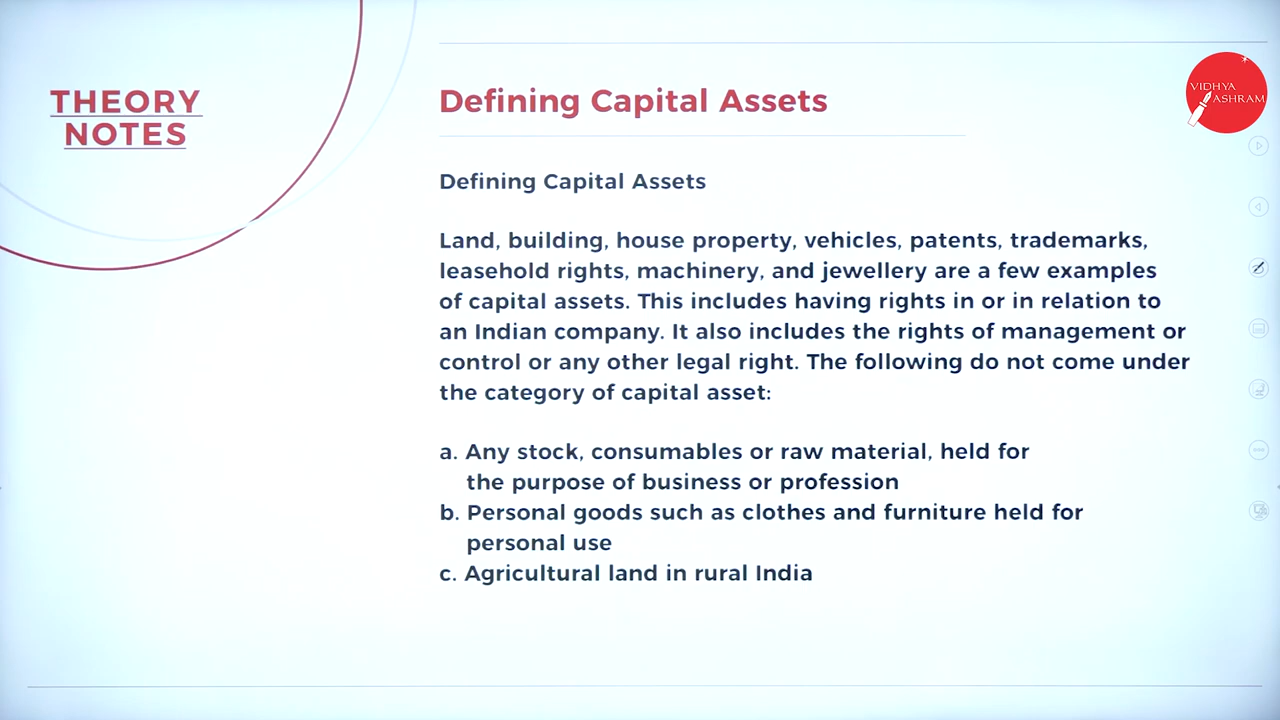 THEORY
NOTES
Defining Capital Assets
VIDHYA
ASHRAM
Defining Capital Assets
Land, building, house property, vehicles, patents, trademarks,
leasehold rights, machinery, and jewellery are a few examples
of capital assets. This includes having rights in or in relation to
an Indian company. It also includes the rights of management or
control or any other legal right. The following do not come under
the category of capital asset:
a. Any stock, consumables or raw material, held for
the purpose of business or profession
b. Personal goods such as clothes and furniture held for
personal use
c. Agricultural land in rural India